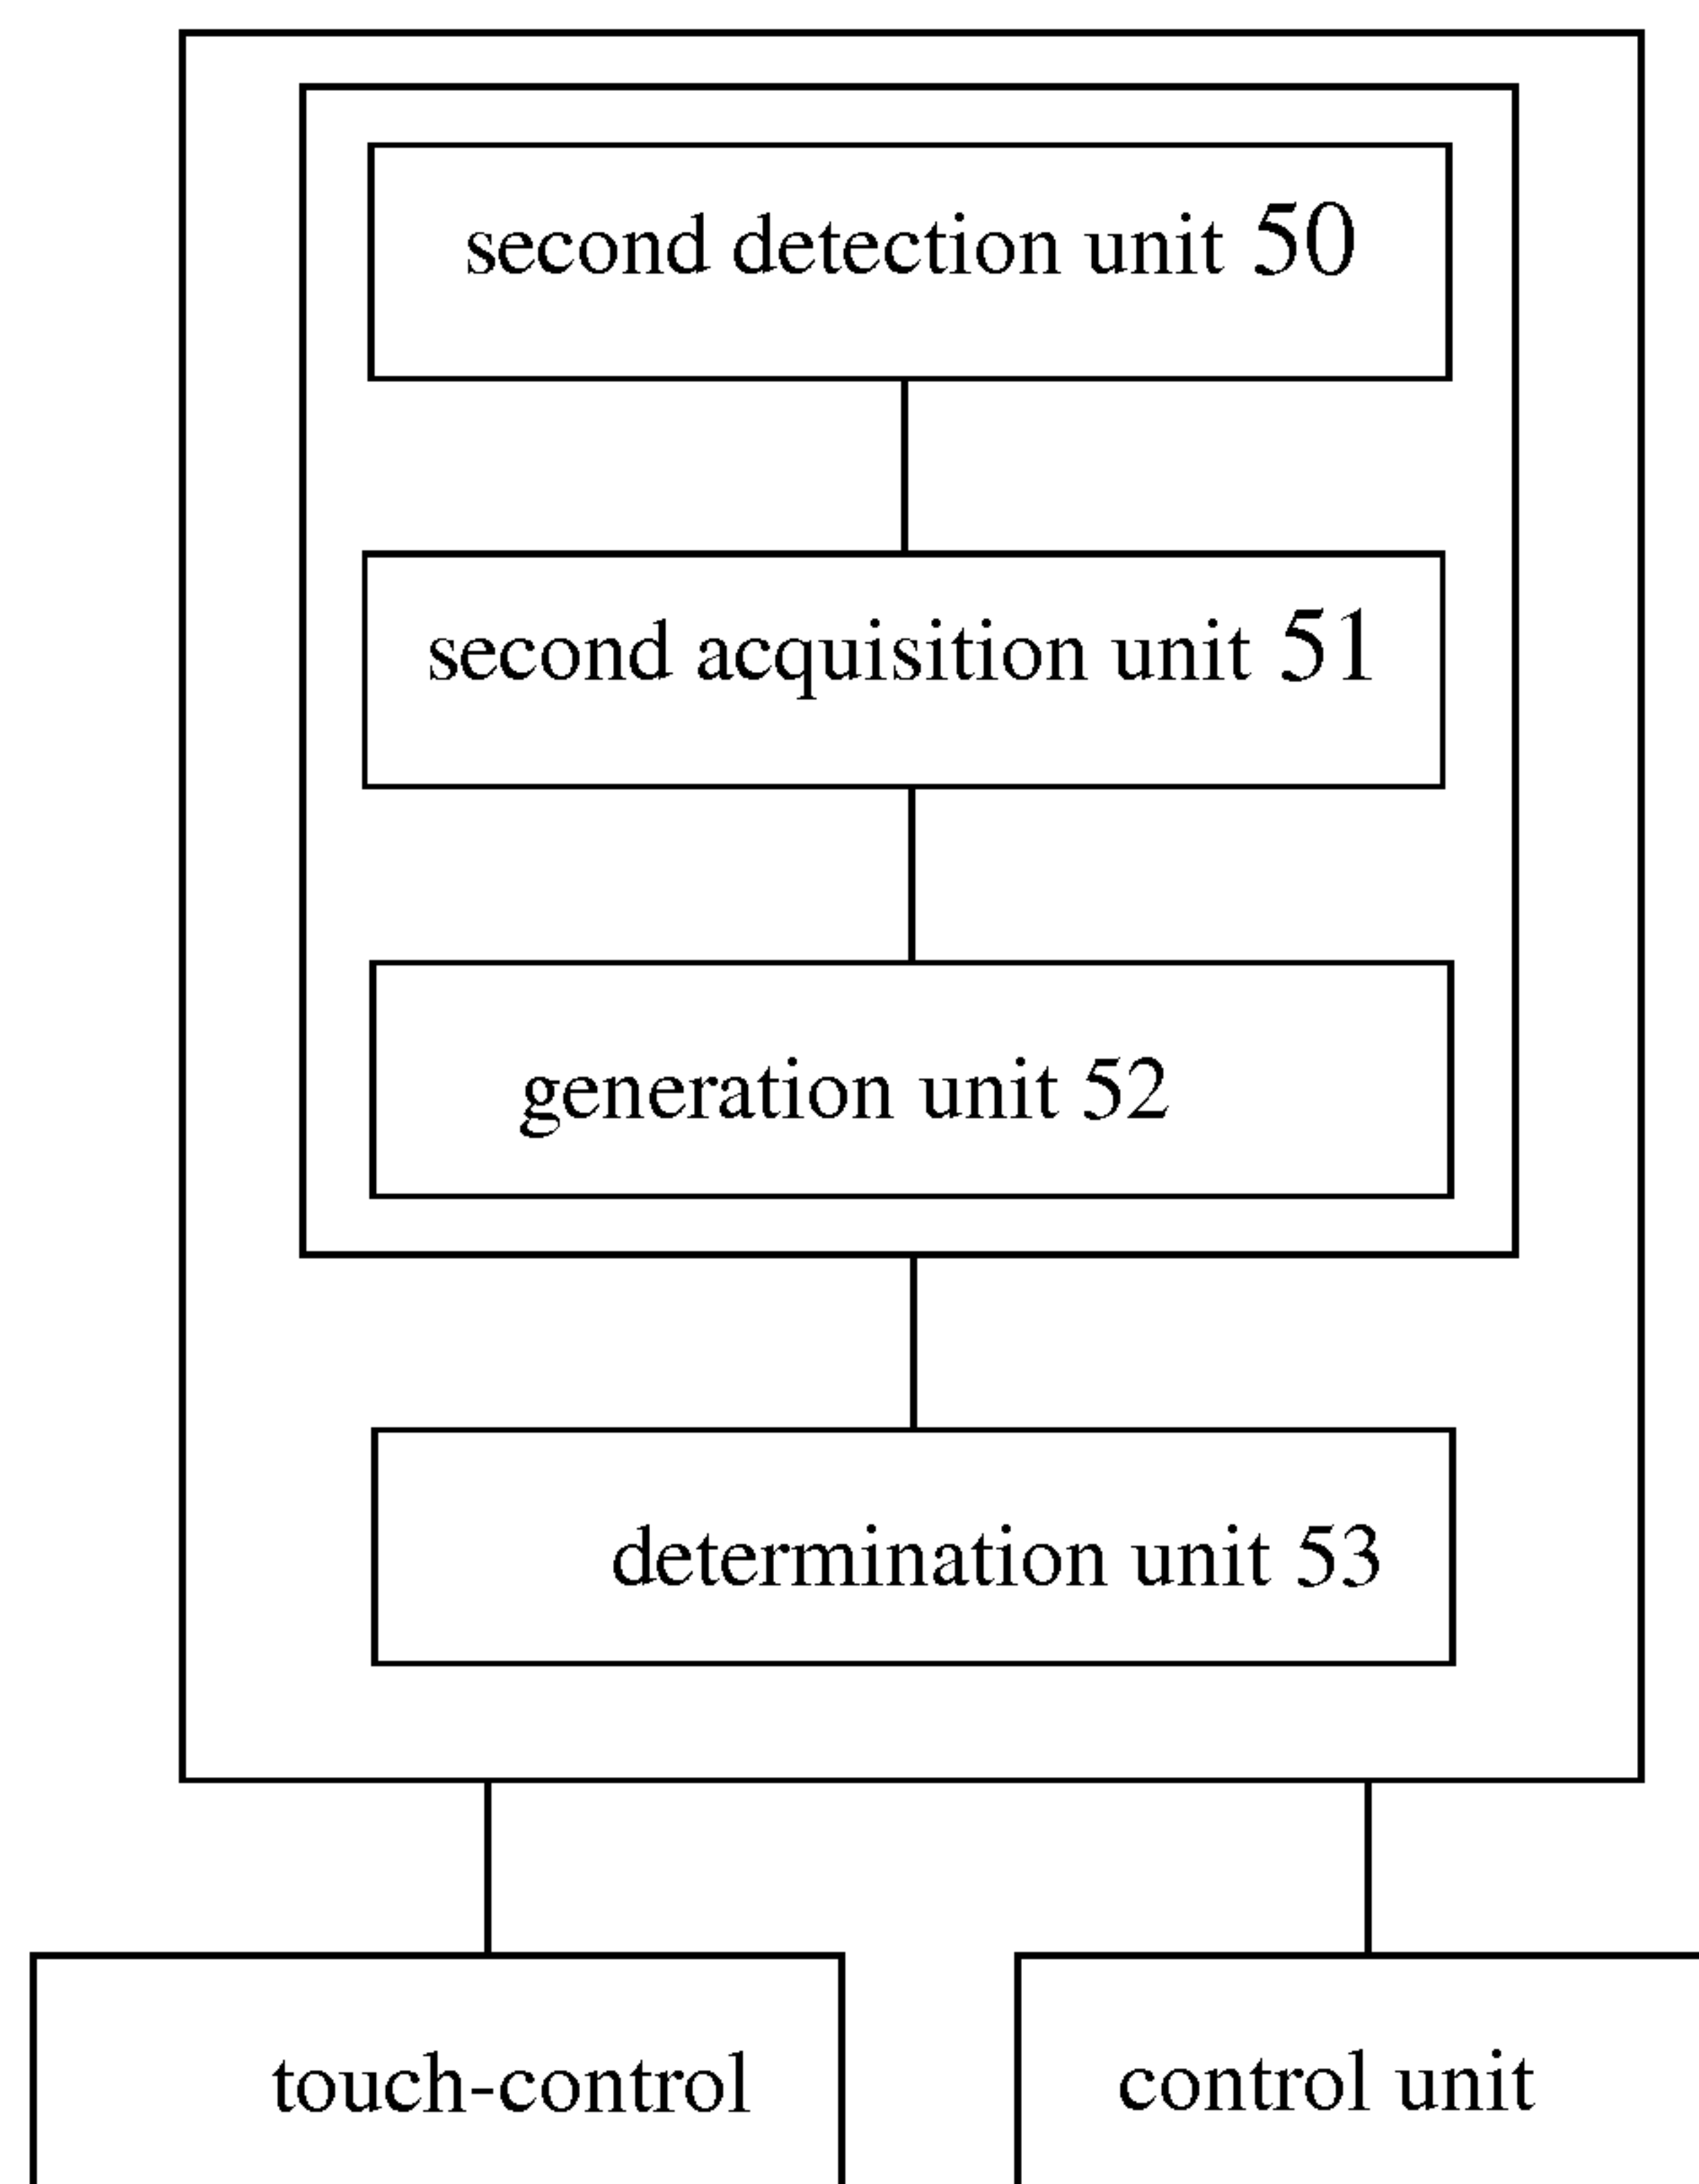 second detection unit 50
second acquisition unit 51
generation unit 52
determination unit 53
touch-control
control unit